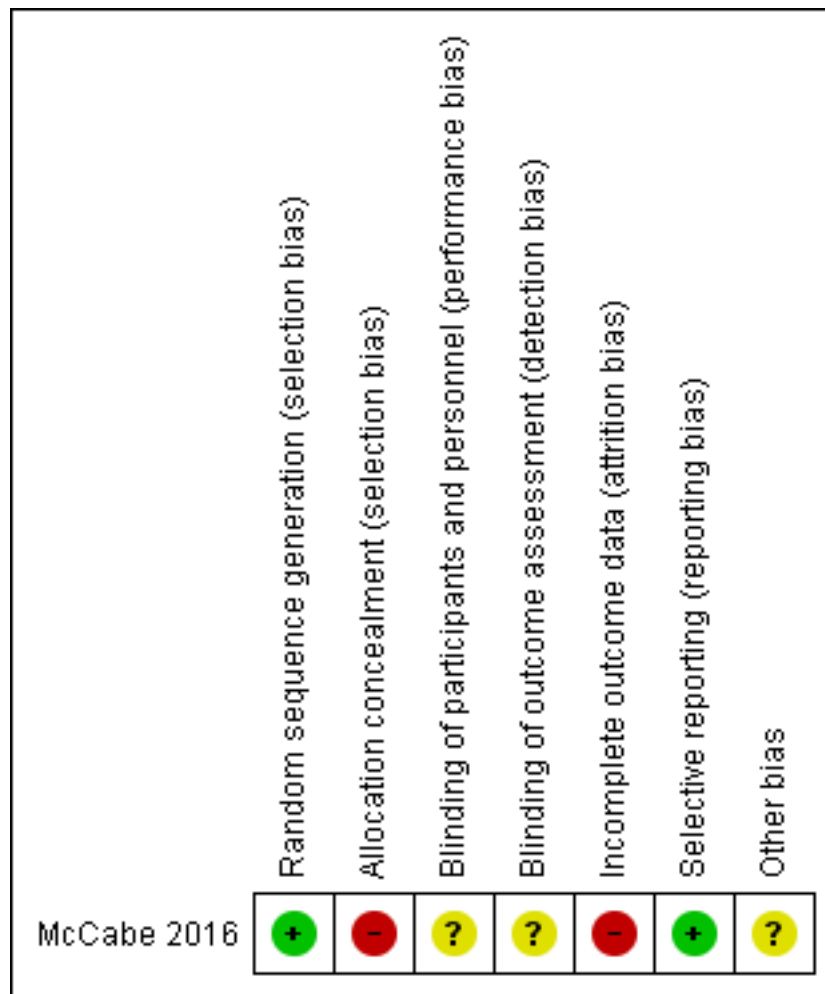 Random sequence generation (selection bias)
Allocation concealment (selection bias)
Blinding of participants and personnel (performance bias)
Blinding of outcome assessment (detection bias)
Incomplete outcome data (attrition bias)
Selective reporting (reporting bias)
Other bias
McCabe 2016 + - ? ? - + ?